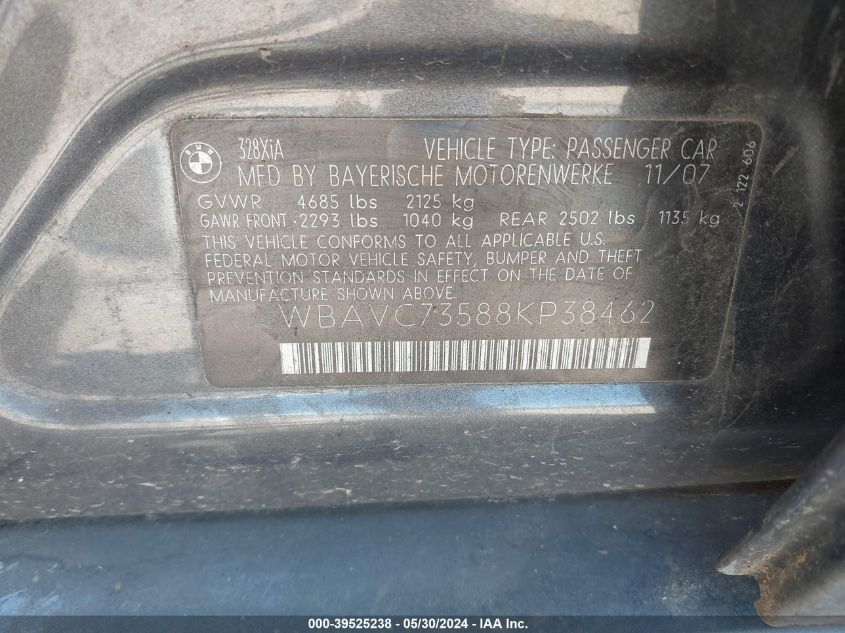 BMW
328XiA VEHICLE TYPE: PASSENGER CAR
MFD BY BAYERISCHE MOTORENWERKE 11/07
GVWR 4685 lbs 2125 kg
GAWR FRONT 2293 lbs 1040 kg REAR 2502 lbs 1135 kg
THIS VEHICLE CONFORMS TO ALL APPLICABLE U.S.
FEDERAL MOTOR VEHICLE SAFETY, BUMPER AND THEFT
PREVENTION STANDARDS IN EFFECT ON THE DATE OF
MANUFACTURE SHOWN ABOVE.
WBAVC73588KP38462
122 606
000-39525238 - 05/30/2024 - IAA Inc.